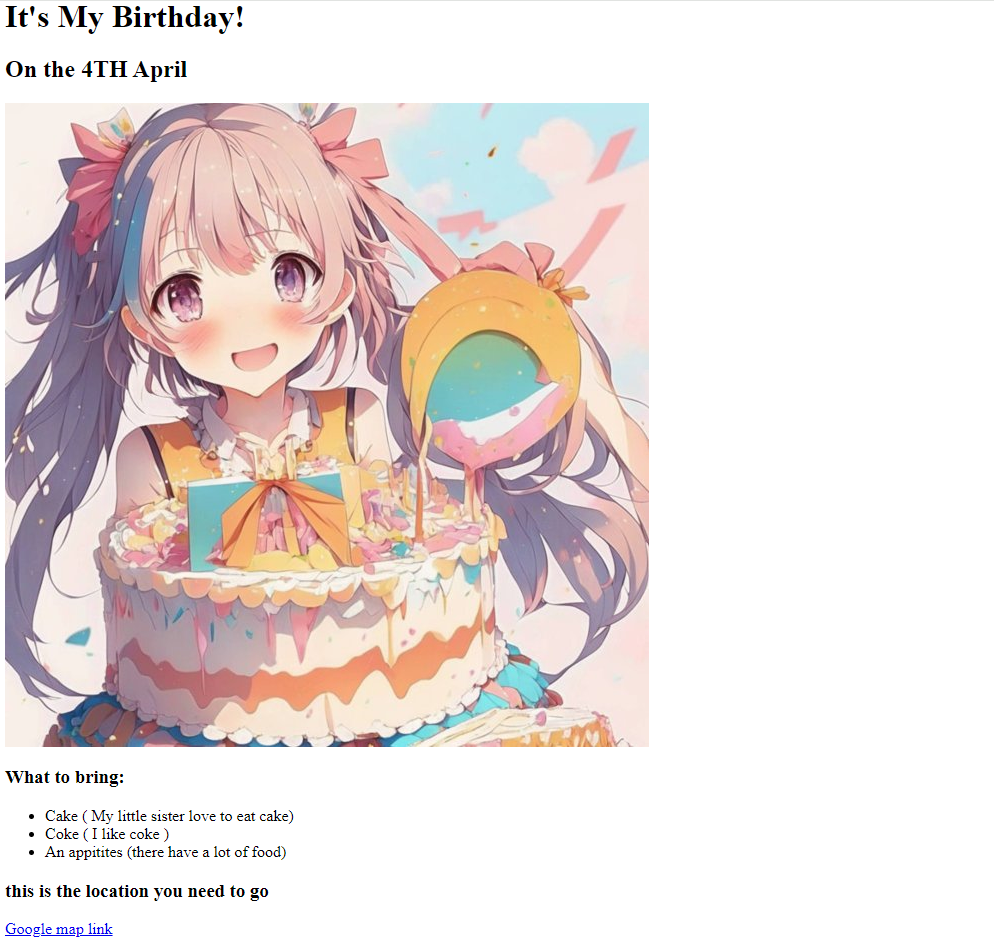 It's My Birthday!
On the 4TH April
What to bring:
Cake ( My little sister love to eat cake)
Coke ( I like coke )
An appitites (there have a lot of food)
this is the location you need to go
Google map link